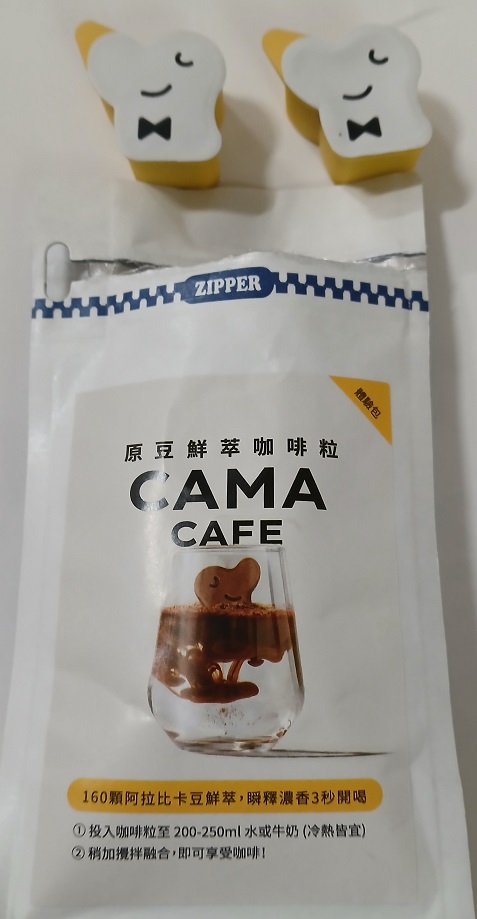 ZIPPER
體驗包
原豆鮮萃咖啡粒
CAMA
CAFE
160顆阿拉比卡豆鮮萃,瞬釋濃香3秒開喝
① 投入咖啡粒至 200-250ml 水或牛奶 (冷熱皆宜)
② 稍加攪拌融合,即可享受咖啡!